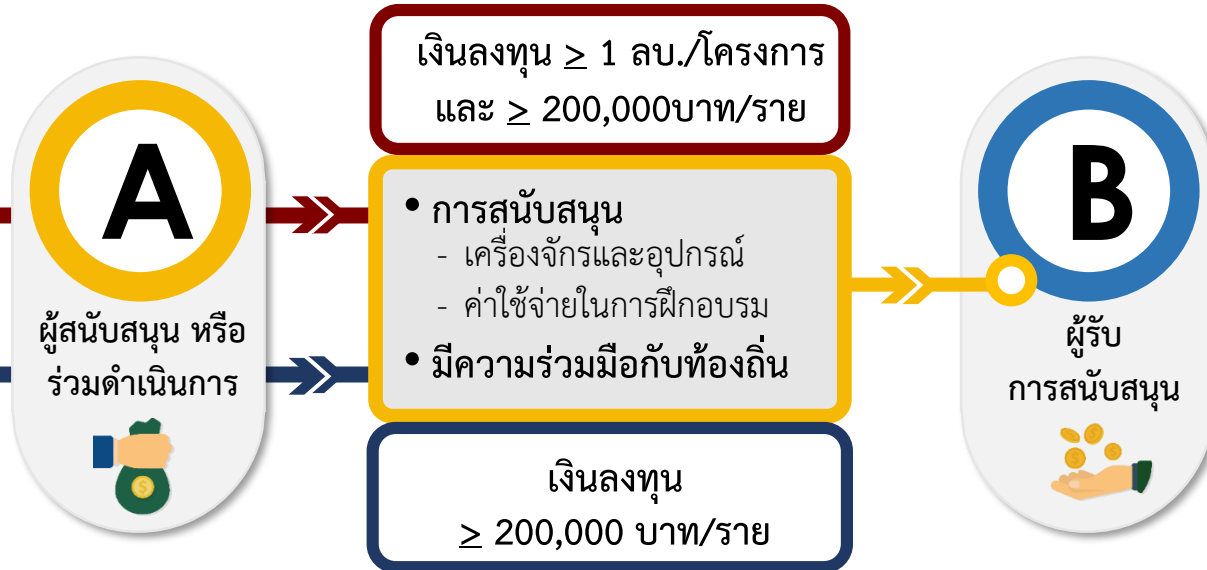 A
ผู้สนับสนุน หรือ
ร่วมดำเนินการ
เงินลงทุน ≥ 1 ลบ./โครงการ
และ ≥ 200,000บาท/ราย
• การสนับสนุน
- เครื่องจักรและอุปกรณ์
- ค่าใช้จ่ายในการฝึกอบรม
• มีความร่วมมือกับท้องถิ่น
เงินลงทุน
≥ 200,000 บาท/ราย
B
ผู้รับ
การสนับสนุน